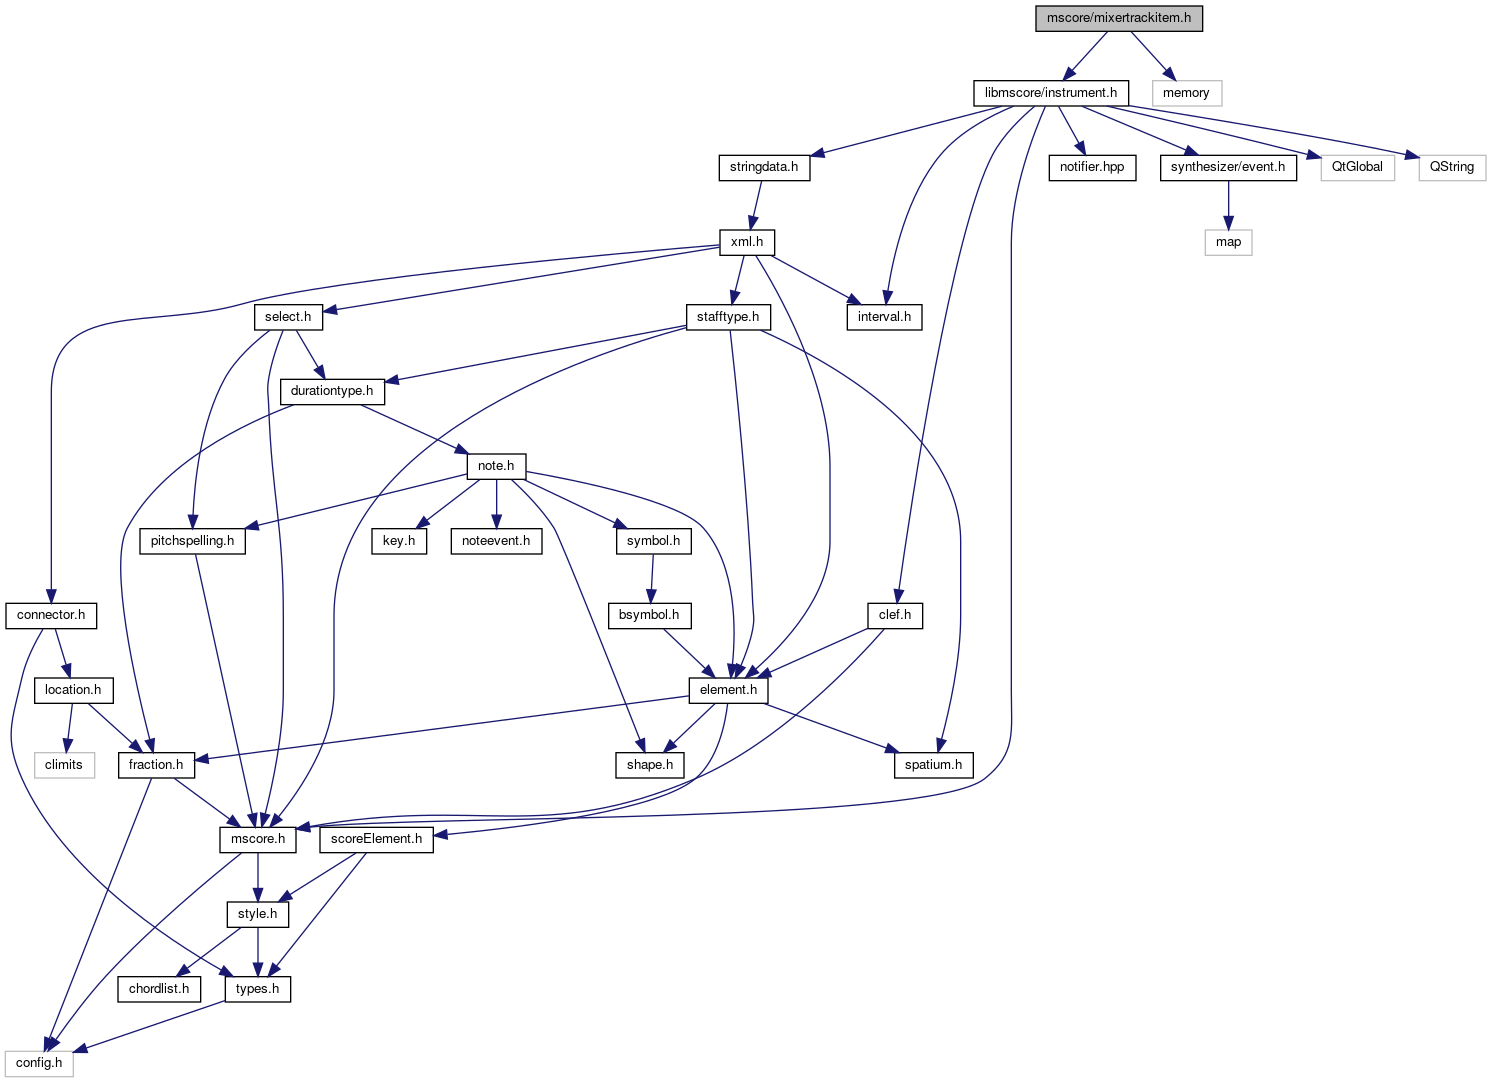 mscore/mixertrackitem.h
libmscore/instrument.h
memory
stringdata.h
notifier.hpp
synthesizer/event.h
QtGlobal
QString
xml.h
map
select.h
stafftype.h
interval.h
durationtype.h
note.h
pitchspelling.h
key.h
noteevent.h
symbol.h
connector.h
bsymbol.h
clef.h
location.h
element.h
climits
fraction.h
shape.h
spatium.h
mscore.h
scoreElement.h
style.h
chordlist.h
types.h
config.h